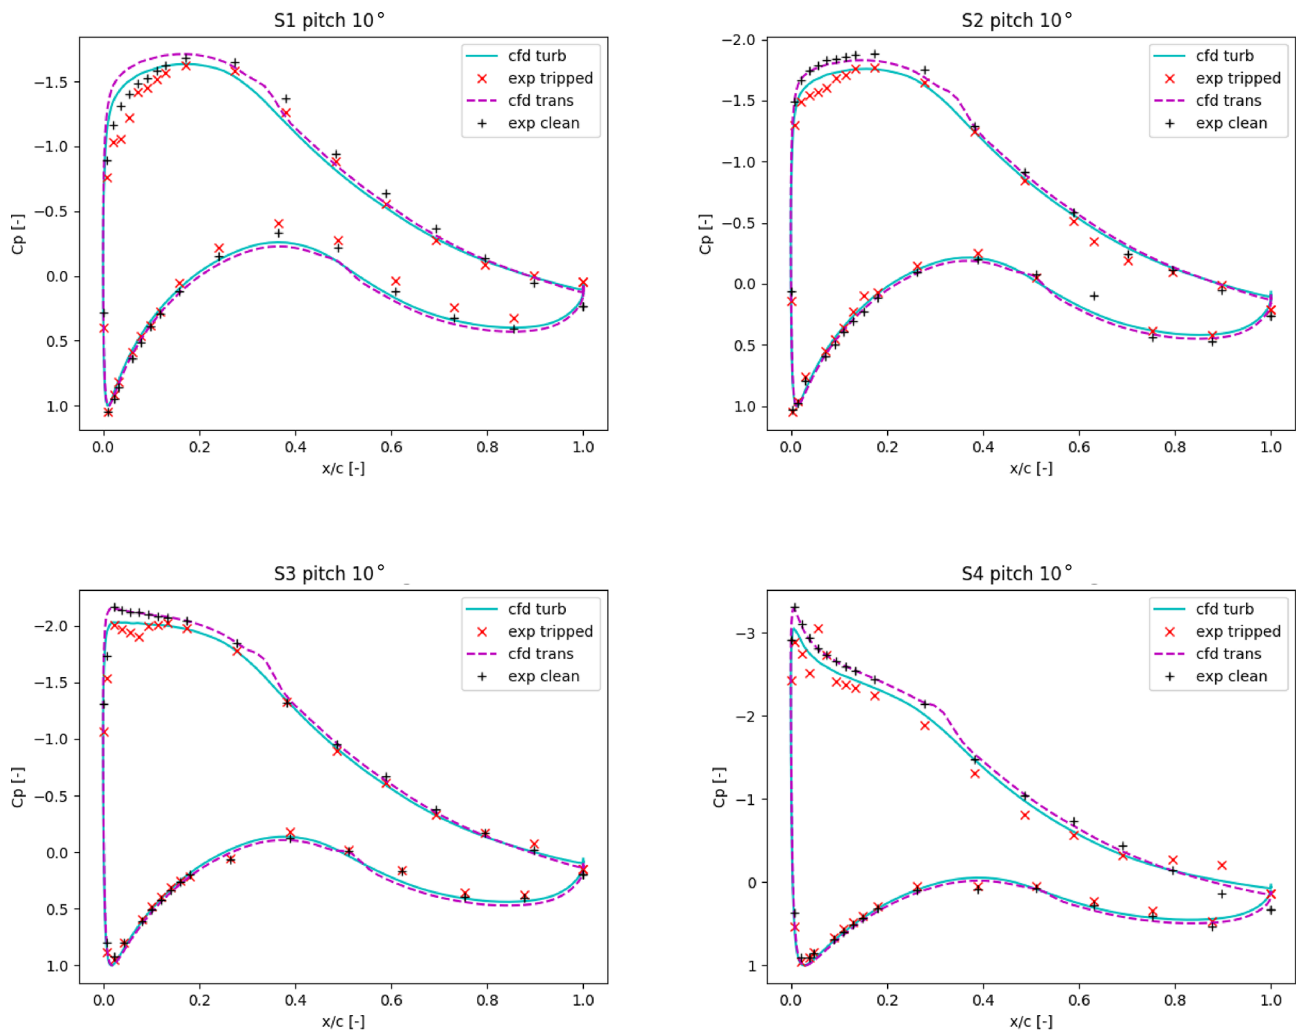 S1 pitch 10°
cfd turb
exp tripped
cfd trans
exp clean
−1.5
−1.0
−0.5
0.0
0.5
1.0
Cp [-]
0.0 0.2 0.4 0.6 0.8 1.0
x/c [-]
S2 pitch 10°
cfd turb
exp tripped
cfd trans
exp clean
−2.0
−1.5
−1.0
−0.5
0.0
0.5
1.0
Cp [-]
0.0 0.2 0.4 0.6 0.8 1.0
x/c [-]
S3 pitch 10°
cfd turb
exp tripped
cfd trans
exp clean
−2.0
−1.5
−1.0
−0.5
0.0
0.5
1.0
Cp [-]
0.0 0.2 0.4 0.6 0.8 1.0
x/c [-]
S4 pitch 10°
cfd turb
exp tripped
cfd trans
exp clean
−3
−2
−1
0
1
Cp [-]
0.0 0.2 0.4 0.6 0.8 1.0
x/c [-]